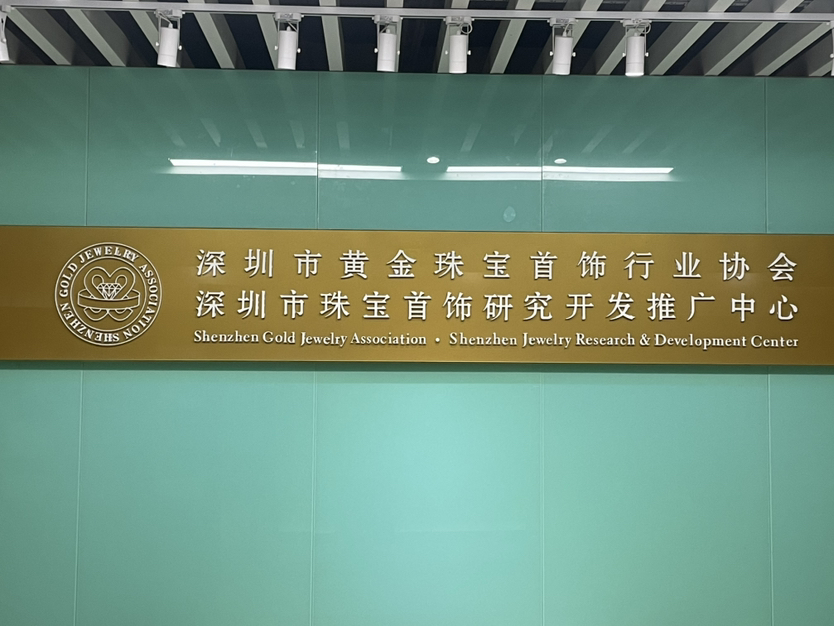 SHENZHEN GOLD JEWELRY ASSOCIATION
深圳市黄金珠宝首饰行业协会
深圳市珠宝首饰研究开发推广中心
Shenzhen Gold Jewelry Association · Shenzhen Jewelry Research & Development Center